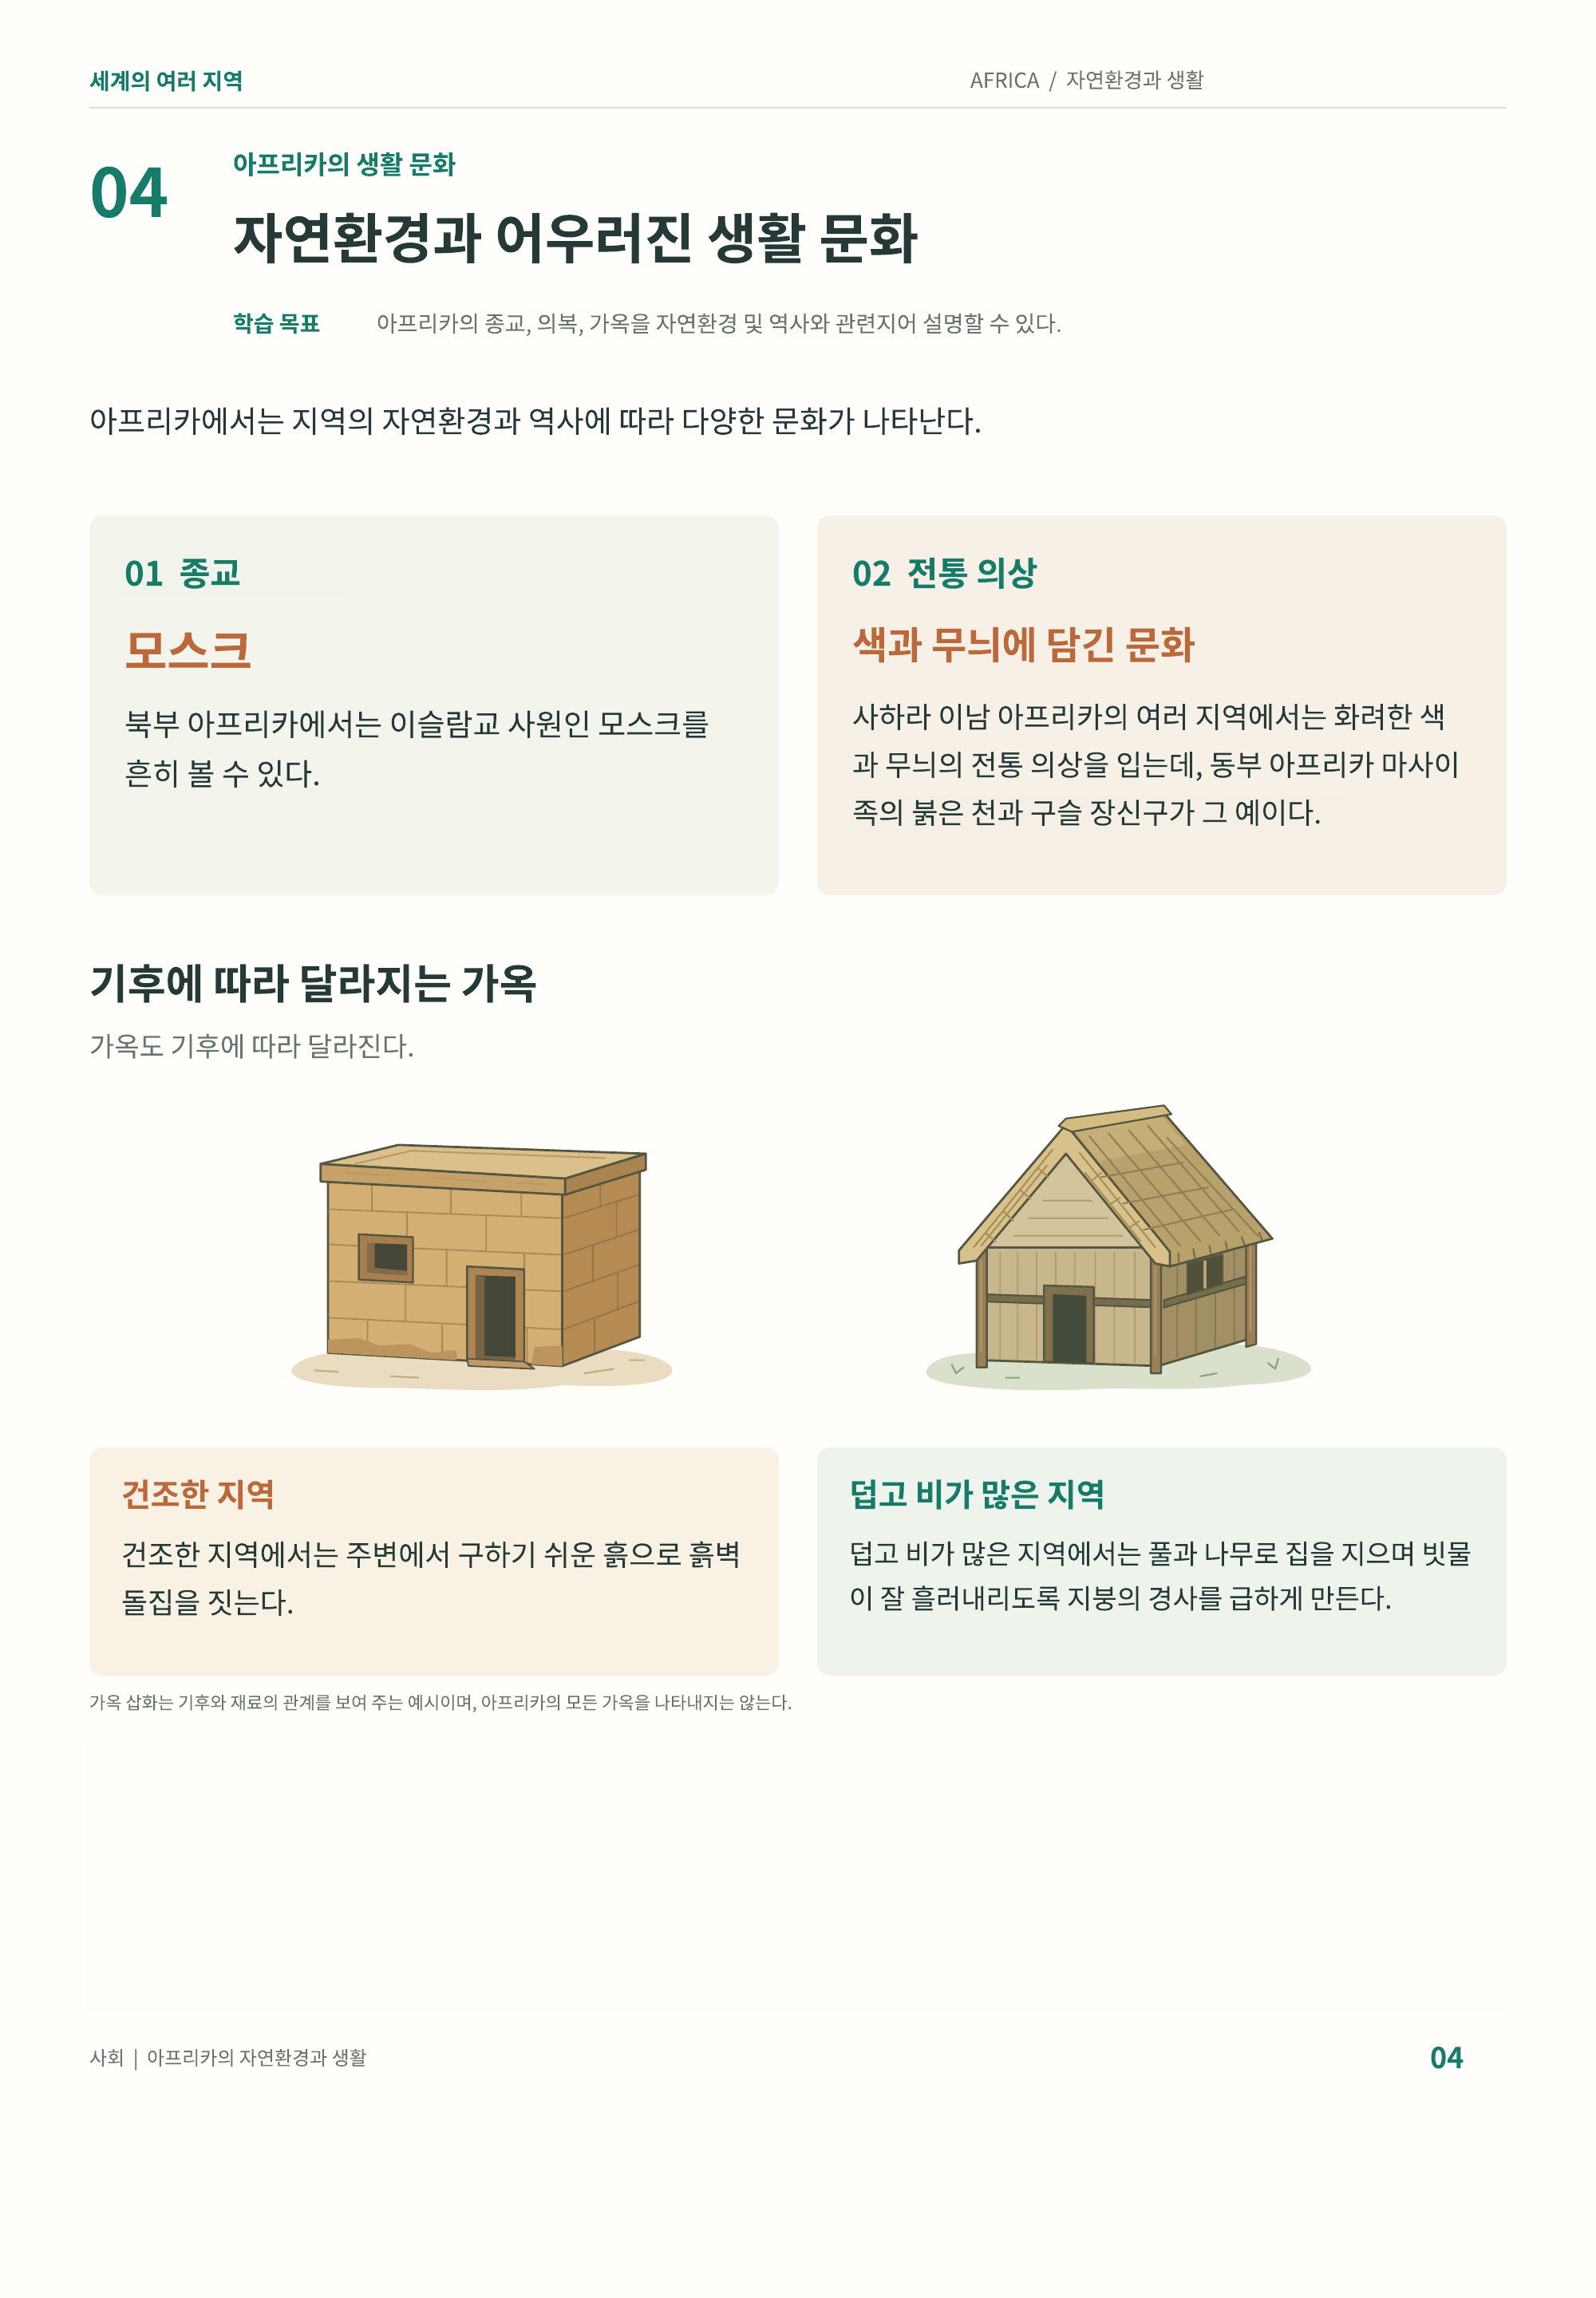 세계의 여러 지역
AFRICA / 자연환경과 생활
04
아프리카의 생활 문화
자연환경과 어우러진 생활 문화
학습 목표 아프리카의 종교, 의복, 가옥을 자연환경 및 역사와 관련지어 설명할 수 있다.
아프리카에서는 지역의 자연환경과 역사에 따라 다양한 문화가 나타난다.
01 종교
모스크
북부 아프리카에서는 이슬람교 사원인 모스크를
흔히 볼 수 있다.
02 전통 의상
색과 무늬에 담긴 문화
사하라 이남 아프리카의 여러 지역에서는 화려한 색
과 무늬의 전통 의상을 입는데, 동부 아프리카 마사이
족의 붉은 천과 구슬 장신구가 그 예이다.
기후에 따라 달라지는 가옥
가옥도 기후에 따라 달라진다.
건조한 지역
건조한 지역에서는 주변에서 구하기 쉬운 흙으로 흙벽
돌집을 짓는다.
덥고 비가 많은 지역
덥고 비가 많은 지역에서는 풀과 나무로 집을 지으며 빗물
이 잘 흘러내리도록 지붕의 경사를 급하게 만든다.
가옥 삽화는 기후와 재료의 관계를 보여 주는 예시이며, 아프리카의 모든 가옥을 나타내지는 않는다.
사회 | 아프리카의 자연환경과 생활
04